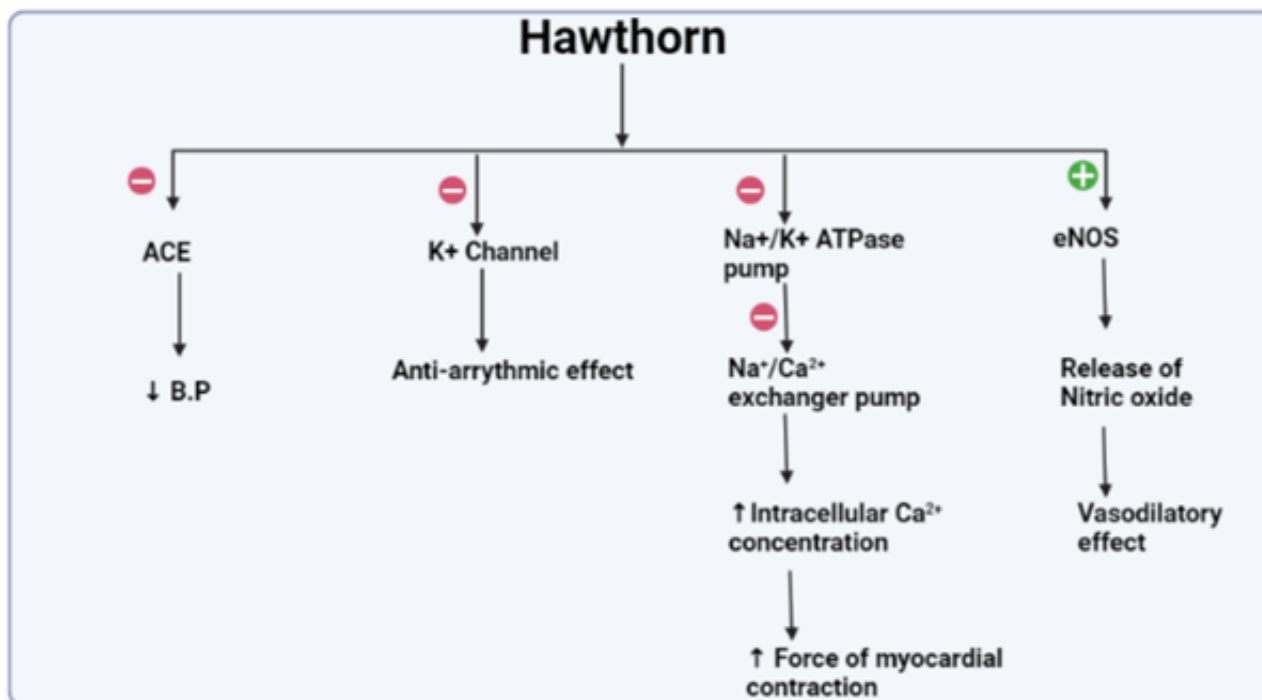 Hawthorn
ACE
↓ B.P
K+ Channel
Anti-arrythmic effect
Na+/K+ ATPase
pump
Na⁺/Ca²⁺
exchanger pump
↑Intracellular Ca²⁺
concentration
↑ Force of myocardial
contraction
eNOS
Release of
Nitric oxide
Vasodilatory
effect